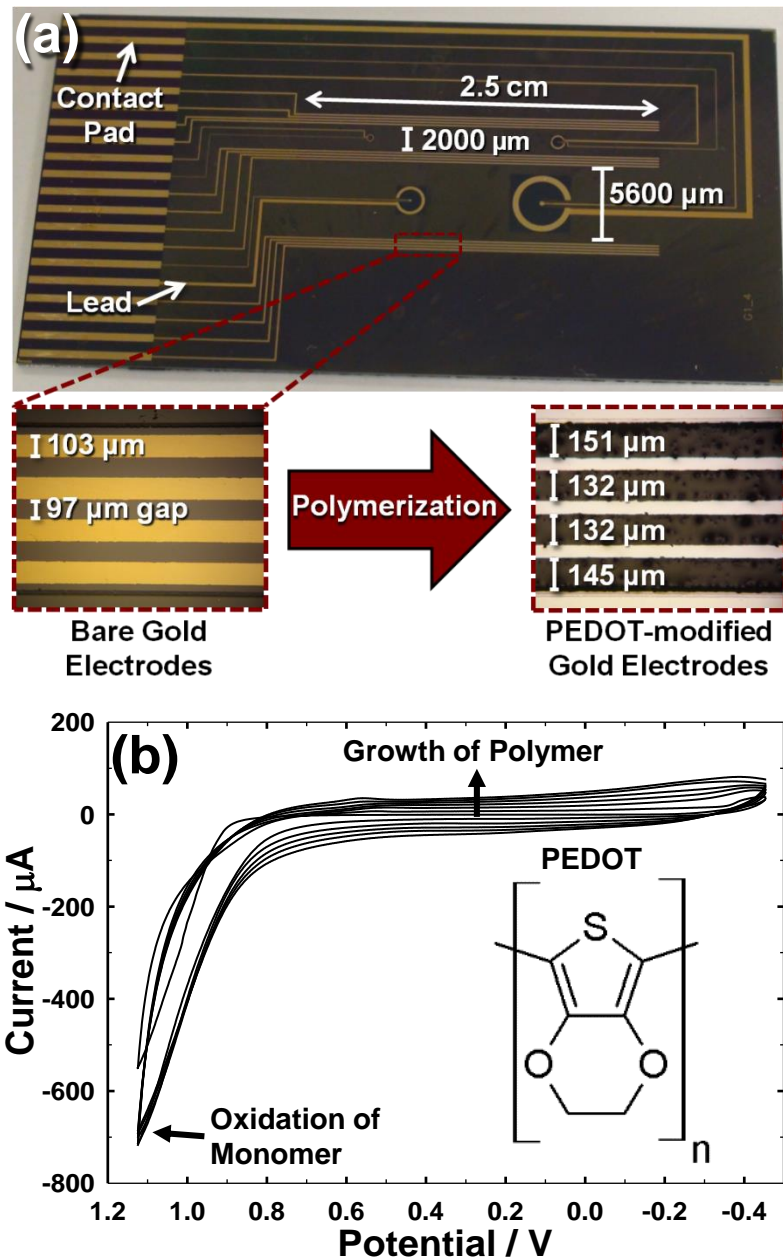 (a)
Contact
Pad
2.5 cm
2000 µm
5600 µm
Lead
G1_4
103 µm
97 µm gap
Polymerization
151 µm
132 µm
132 µm
145 µm
Bare Gold
Electrodes
PEDOT-modified
Gold Electrodes
(b)
Growth of Polymer
PEDOT
S
O
O
n
Oxidation of
Monomer
Current / µA
200
0
-200
-400
-600
-800
1.2 1.0 0.8 0.6 0.4 0.2 0.0 -0.2 -0.4
Potential / V